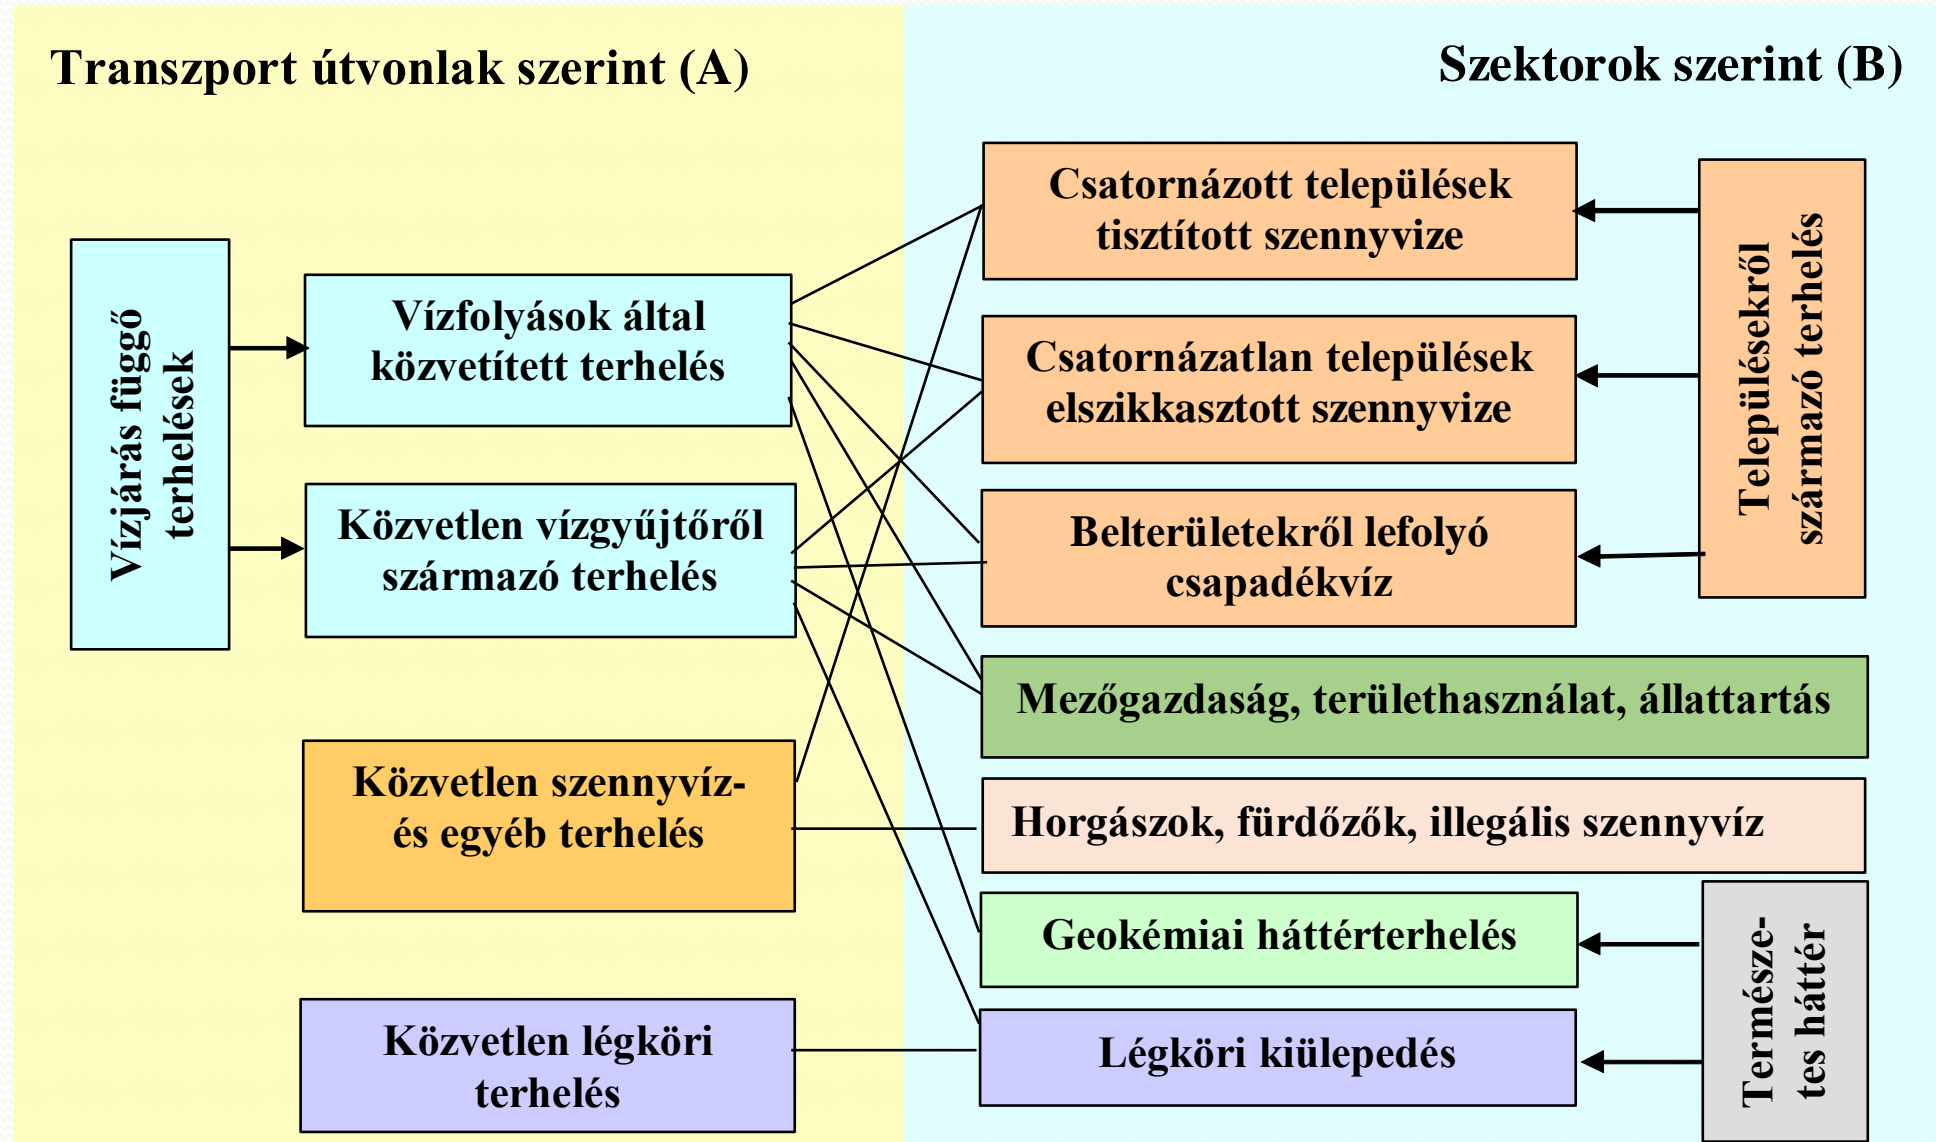 Transzport útvonlak szerint (A)
Szektorok szerint (B)
Vízjárás függő
terhelések
Vízfolyások által
közvetített terhelés
Közvetlen vízgyűjtőről
származó terhelés
Közvetlen szennyvíz-
és egyéb terhelés
Közvetlen légköri
terhelés
Csatornázott települések
tisztított szennyvize
Csatornázatlan települések
elszikkasztott szennyvize
Belterületekről lefolyó
csapadékvíz
Mezőgazdaság, területhasználat, állattartás
Horgászok, fürdőzők, illegális szennyvíz
Geokémiai háttérterhelés
Légköri kiülepedés
Településekről
származó terhelés
Természe-
tes háttér